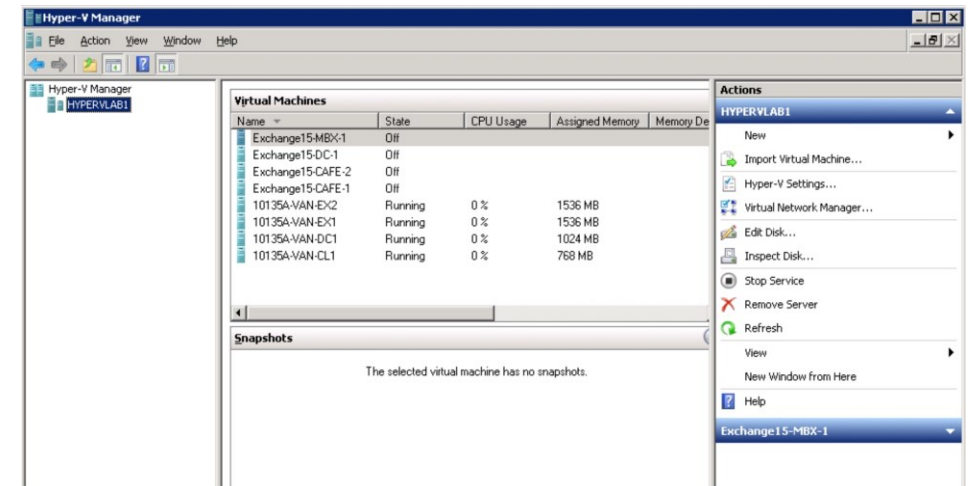 Hyper-V Manager
File Action View Window Help
Hyper-V Manager
HYPERVLAB1
Virtual Machines
Name State CPU Usage Assigned Memory Memory De
Exchange15-MBX-1 Off
Exchange15-DC-1 Off
Exchange15-CAFE-2 Off
Exchange15-CAFE-1 Off
10135A-VAN-EX2 Running 0 % 1536 MB
10135A-VAN-EX1 Running 0 % 1536 MB
10135A-VAN-DC1 Running 0 % 1024 MB
10135A-VAN-CL1 Running 0 % 768 MB
Snapshots
The selected virtual machine has no snapshots.
Actions
HYPERVLAB1
New
Import Virtual Machine...
Hyper-V Settings...
Virtual Network Manager...
Edit Disk...
Inspect Disk...
Stop Service
Remove Server
Refresh
View
New Window from Here
Help
Exchange15-MBX-1